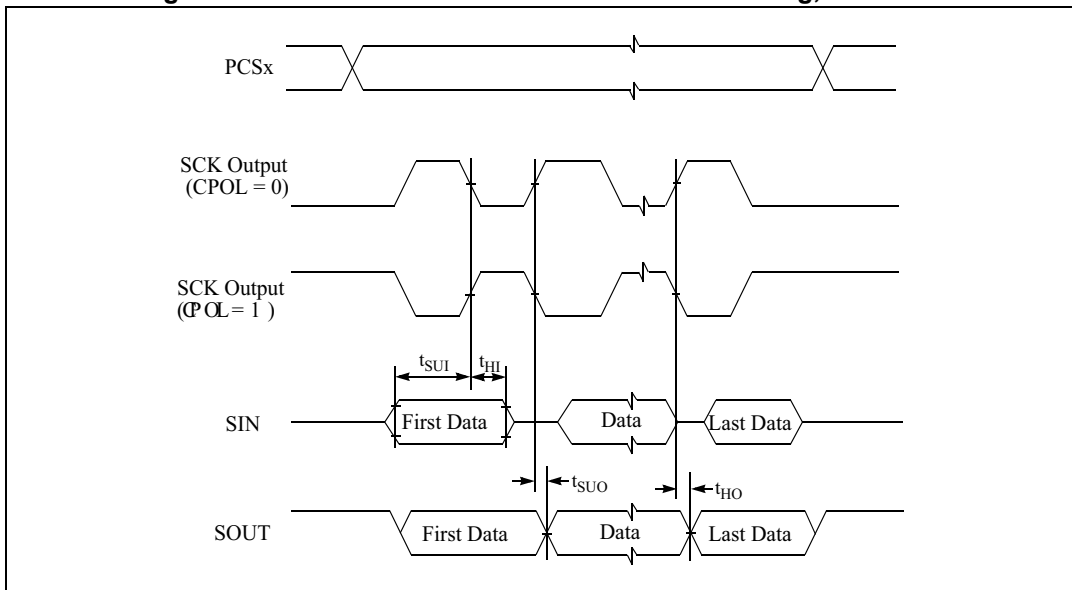 PCSx
SCK Output
(CPOL = 0)
SCK Output
(CPOL = 1 )
tSUI
tHI
SIN
First Data
Data
Last Data
tSUO
tHO
SOUT
First Data
Data
Last Data